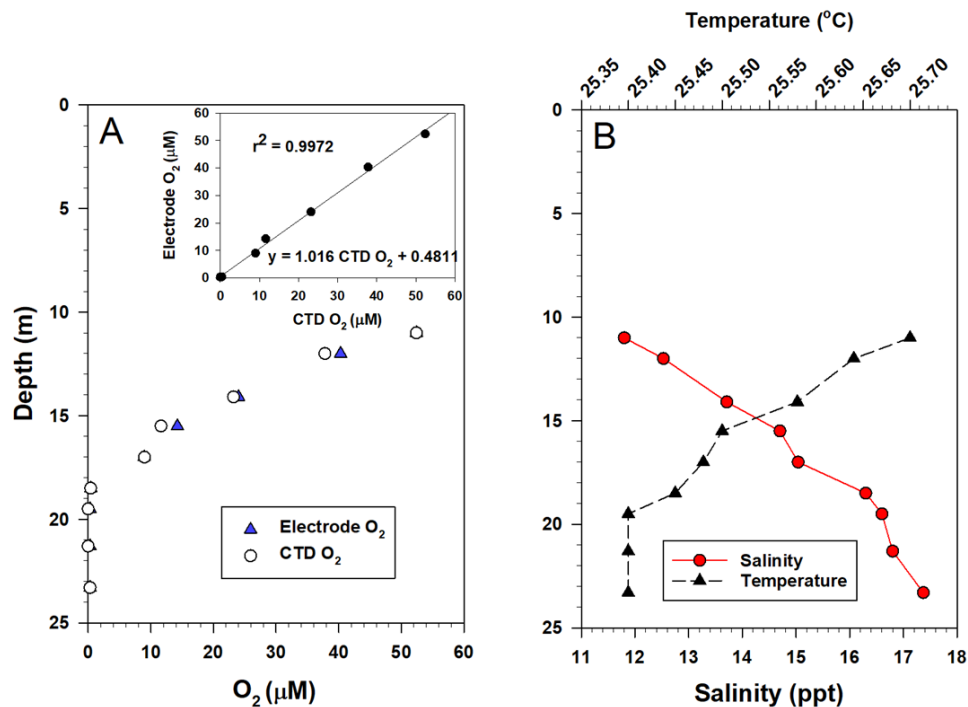 Temperature (°C)
25.35 25.40 25.45 25.50 25.55 25.60 25.65 25.70
A
0
5
10
15
20
25
Depth (m)
0 10 20 30 40 50 60
O₂ (μM)
r² = 0.9972
y = 1.016 CTD O₂ + 0.4811
Electrode O₂ (μM)
60
50
40
30
20
10
0
0 10 20 30 40 50 60
CTD O₂ (μM)
Electrode O₂
CTD O₂
B
0
5
10
15
20
25
Salinity
Temperature
11 12 13 14 15 16 17 18
Salinity (ppt)